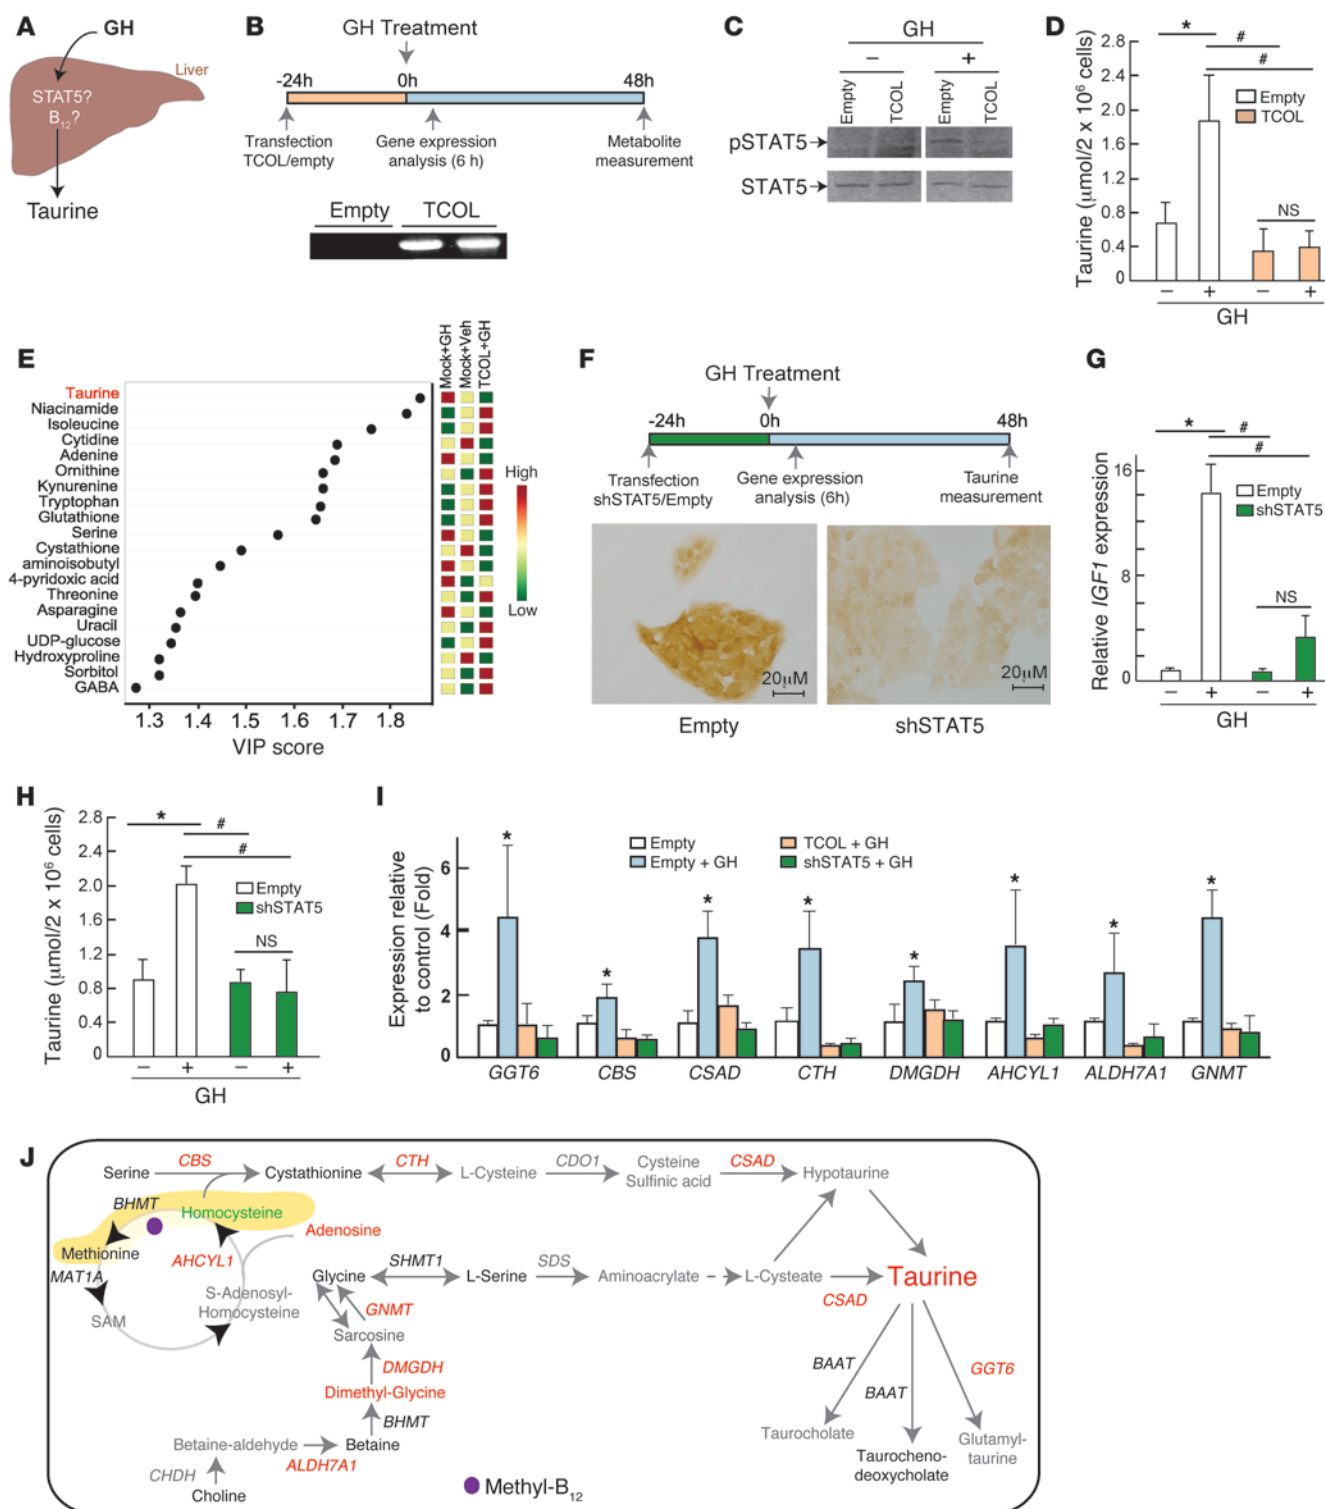 A
GH
Liver
STAT5?
B12?
Taurine
B
GH Treatment
-24h 0h 48h
Transfection
TCOL/empty
Gene expression
analysis (6 h)
Metabolite
measurement
Empty TCOL
C
GH
− +
Empty TCOL Empty TCOL
pSTAT5
STAT5
D
Taurine (µmol/2 x 10⁶ cells)
2.8
2.4
2.0
1.6
1.2
0.8
0.4
0
* # #
Empty
TCOL
NS
− + − +
GH
E
Mock+GH Mock+Veh TCOL+GH
Taurine
Niacinamide
Isoleucine
Cytidine
Adenine
Ornithine
Kynurenine
Tryptophan
Glutathione
Serine
Cystathione
aminoisobutyl
4-pyridoxic acid
Threonine
Asparagine
Uracil
UDP-glucose
Hydroxyproline
Sorbitol
GABA
1.3 1.4 1.5 1.6 1.7 1.8
VIP score
High
Low
F
GH Treatment
-24h 0h 48h
Transfection
shSTAT5/Empty
Gene expression
analysis (6h)
Taurine
measurement
20µM 20µM
Empty shSTAT5
G
Relative IGF1 expression
16
8
0
* # #
Empty
shSTAT5
NS
− + − +
GH
H
Taurine (µmol/2 x 10⁶ cells)
2.8
2.4
2.0
1.6
1.2
0.8
0.4
0
* # #
Empty
shSTAT5
NS
− + − +
GH
I
Expression relative
to control (Fold)
6
4
2
0
Empty
Empty + GH
TCOL + GH
shSTAT5 + GH
* * * * * * * *
GGT6 CBS CSAD CTH DMGDH AHCYL1 ALDH7A1 GNMT
J
Serine CBS Cystathionine CTH L-Cysteine CDO1 Cysteine
Sulfinic acid CSAD Hypotaurine
BHMT
Homocysteine
Methionine
Adenosine
AHCYL1
MAT1A
SAM
S-Adenosyl-
Homocysteine
Glycine SHMT1 L-Serine SDS Aminoacrylate L-Cysteate Taurine
CSAD
GNMT
Sarcosine
DMGDH
Dimethyl-Glycine
BHMT
Betaine-aldehyde Betaine
ALDH7A1
CHDH
Choline
BAAT
BAAT
GGT6
Taurocholate
Taurocheno-
deoxycholate
Glutamyl-
taurine
Methyl-B12